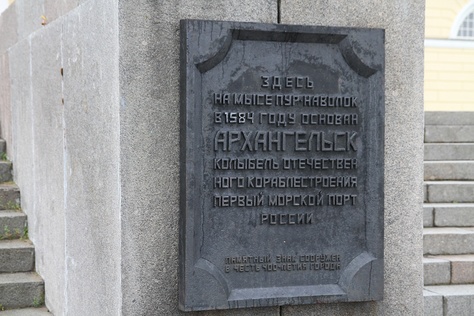 ЗДЕСЬ
НА МЫСЕ ПУР-НАВОЛОК
В 1584 ГОДУ ОСНОВАН
АРХАНГЕЛЬСК
КОЛЫБЕЛЬ ОТЕЧЕСТВЕН
НОГО КОРАБЛЕСТРОЕНИЯ
ПЕРВЫЙ МОРСКОЙ ПОРТ
РОССИИ
ПАМЯТНЫЙ ЗНАК СООРУЖЕН
В ЧЕСТЬ 400-ЛЕТИЯ ГОРОДА